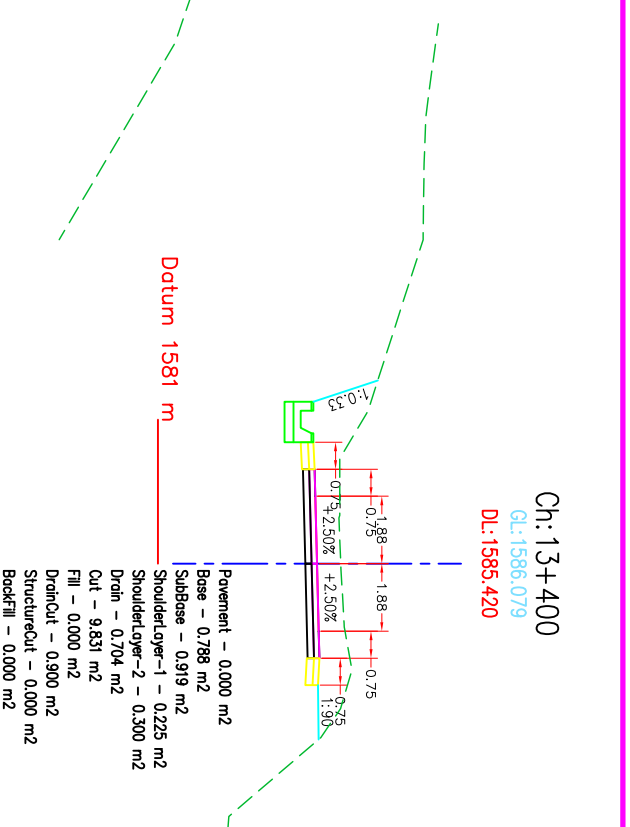 Ch:13+400
GL:1586.079
DL:1585.420
1.88
1.88
0.75
0.75
0.75
0.75
+2.50%
+2.50%
1:0.33
1:90
Datum 1581 m
Pavement - 0.000 m2
Base - 0.788 m2
SubBase - 0.919 m2
ShoulderLayer-1 - 0.225 m2
ShoulderLayer-2 - 0.300 m2
Drain - 0.704 m2
Cut - 9.831 m2
Fill - 0.000 m2
DrainCut - 0.900 m2
StructureCut - 0.000 m2
BackFill - 0.000 m2